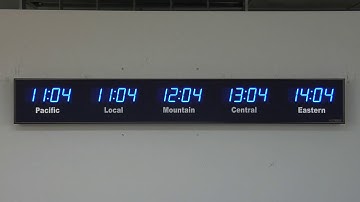 11:04 11:04 12:04 13:04 14:04
Pacific Local Mountain Central Eastern